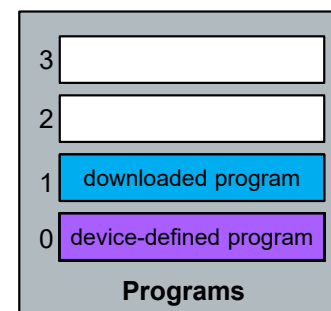 3
2
1 downloaded program
0 device-defined program
Programs